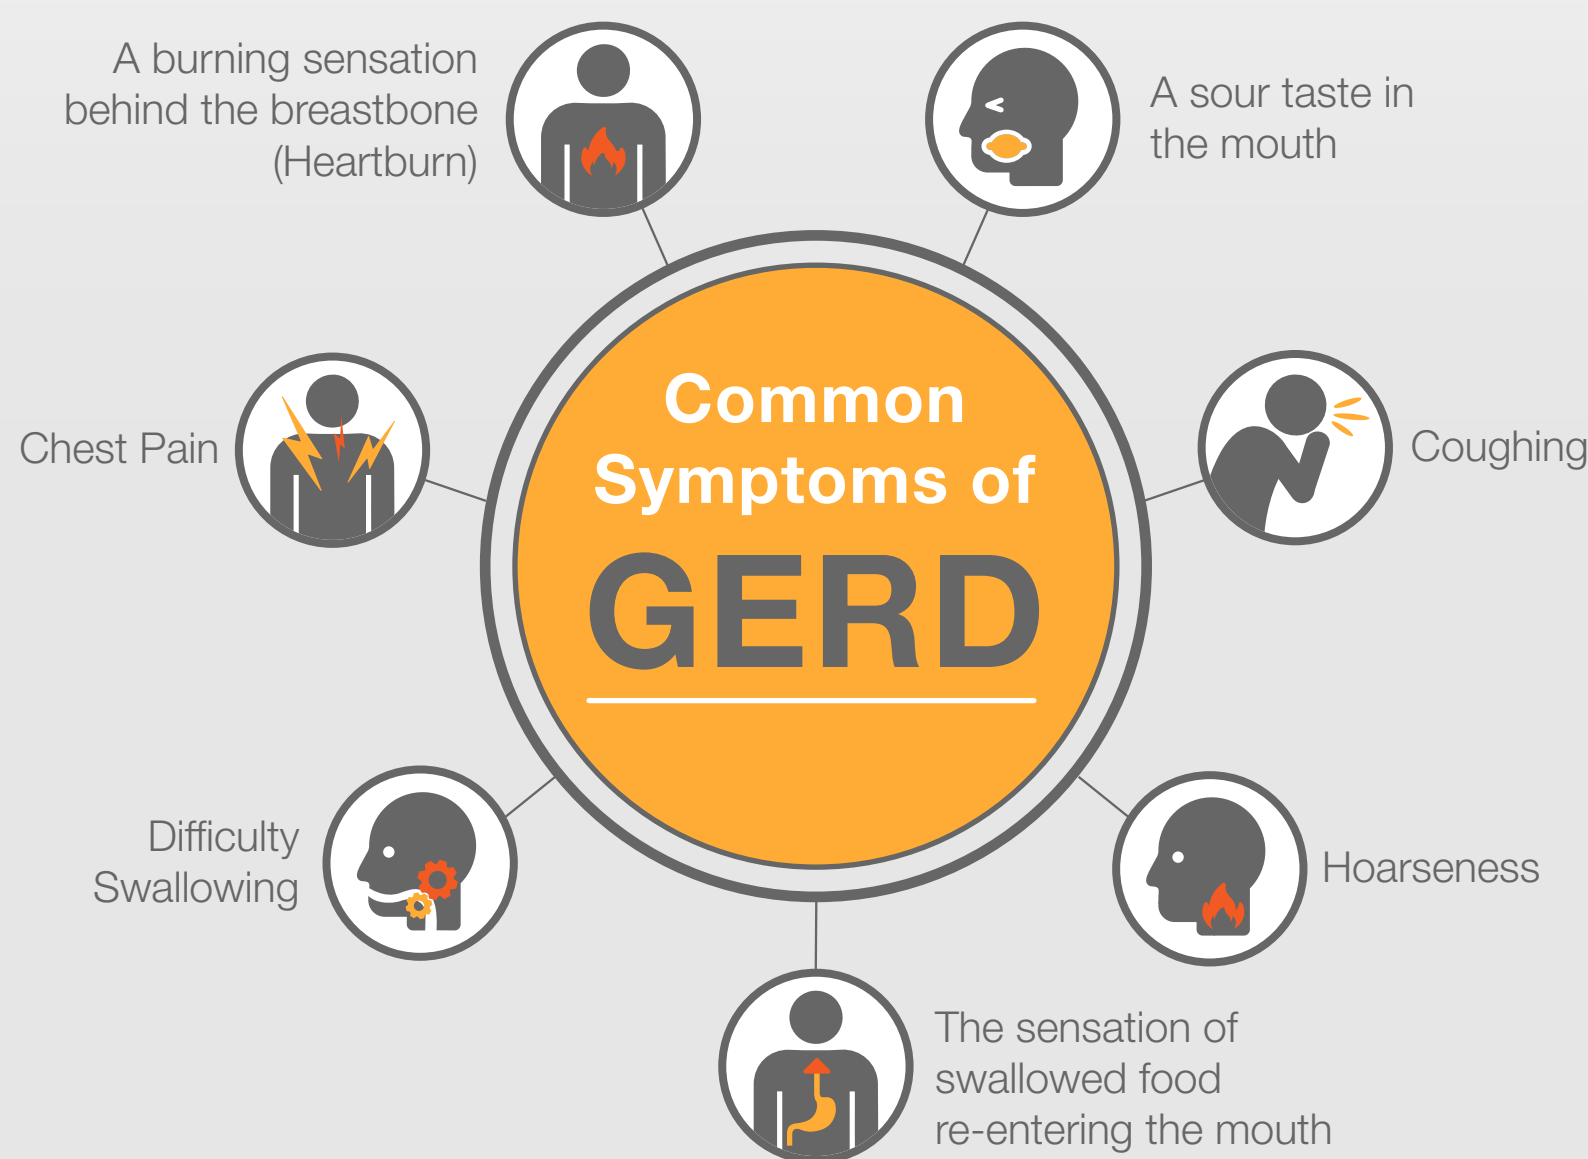 Common
Symptoms of
GERD
A burning sensation
behind the breastbone
(Heartburn)
A sour taste in
the mouth
Chest Pain
Coughing
Difficulty
Swallowing
Hoarseness
The sensation of
swallowed food
re-entering the mouth